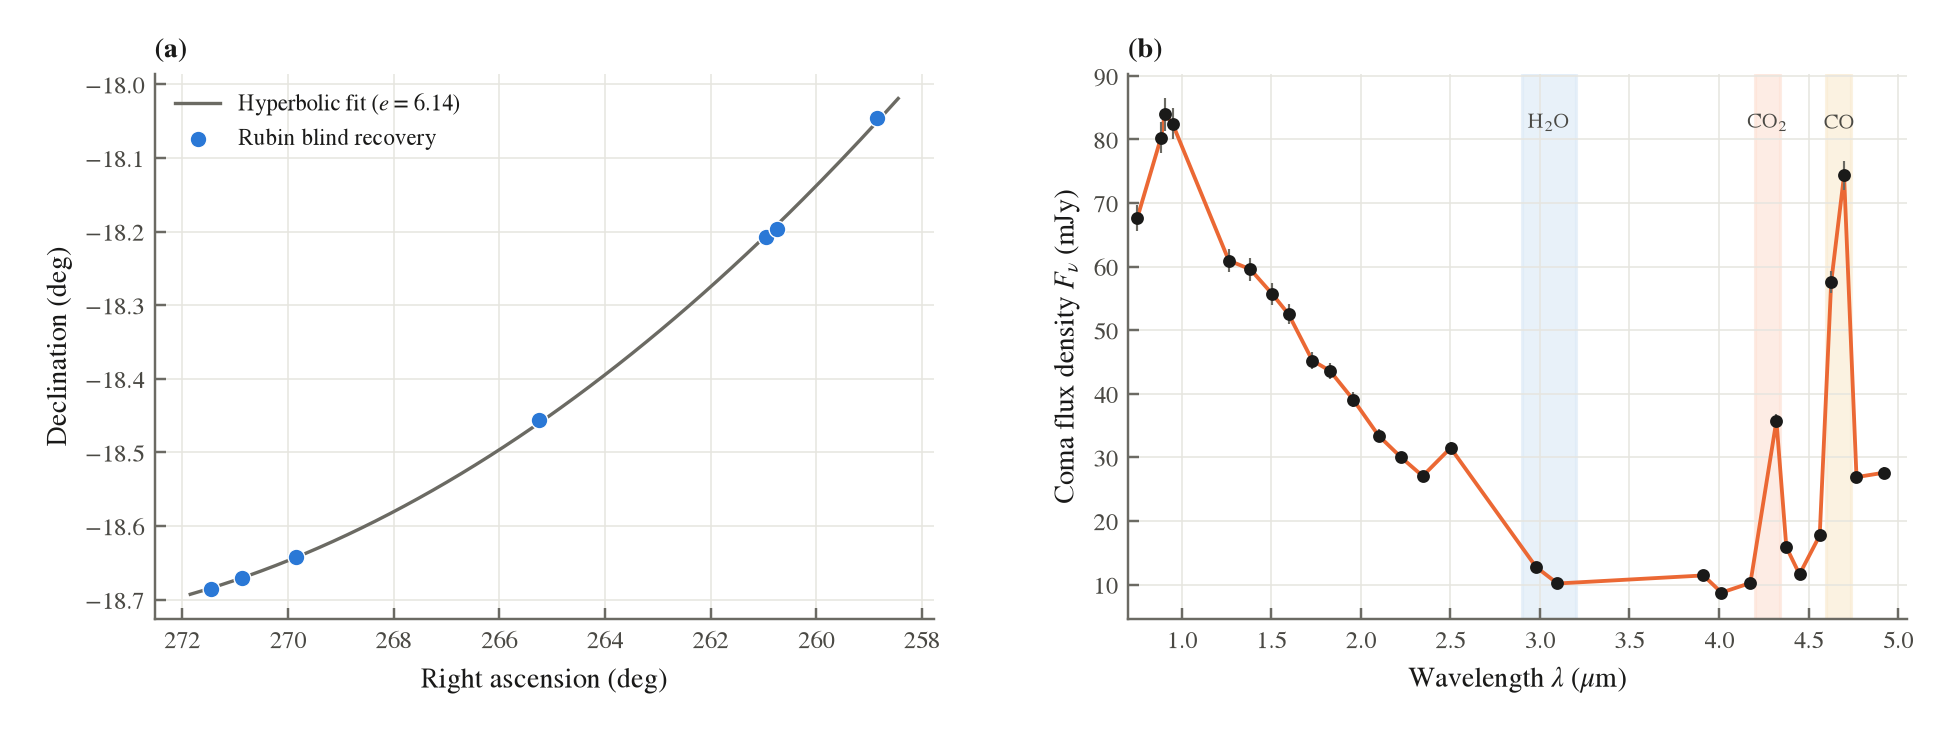 (a)
Hyperbolic fit (e = 6.14)
Rubin blind recovery
−18.0
−18.1
−18.2
−18.3
−18.4
−18.5
−18.6
−18.7
Declination (deg)
272 270 268 266 264 262 260 258
Right ascension (deg)
(b)
H₂O CO₂ CO
90
80
70
60
50
40
30
20
10
Coma flux density Fν (mJy)
1.0 1.5 2.0 2.5 3.0 3.5 4.0 4.5 5.0
Wavelength λ (μm)